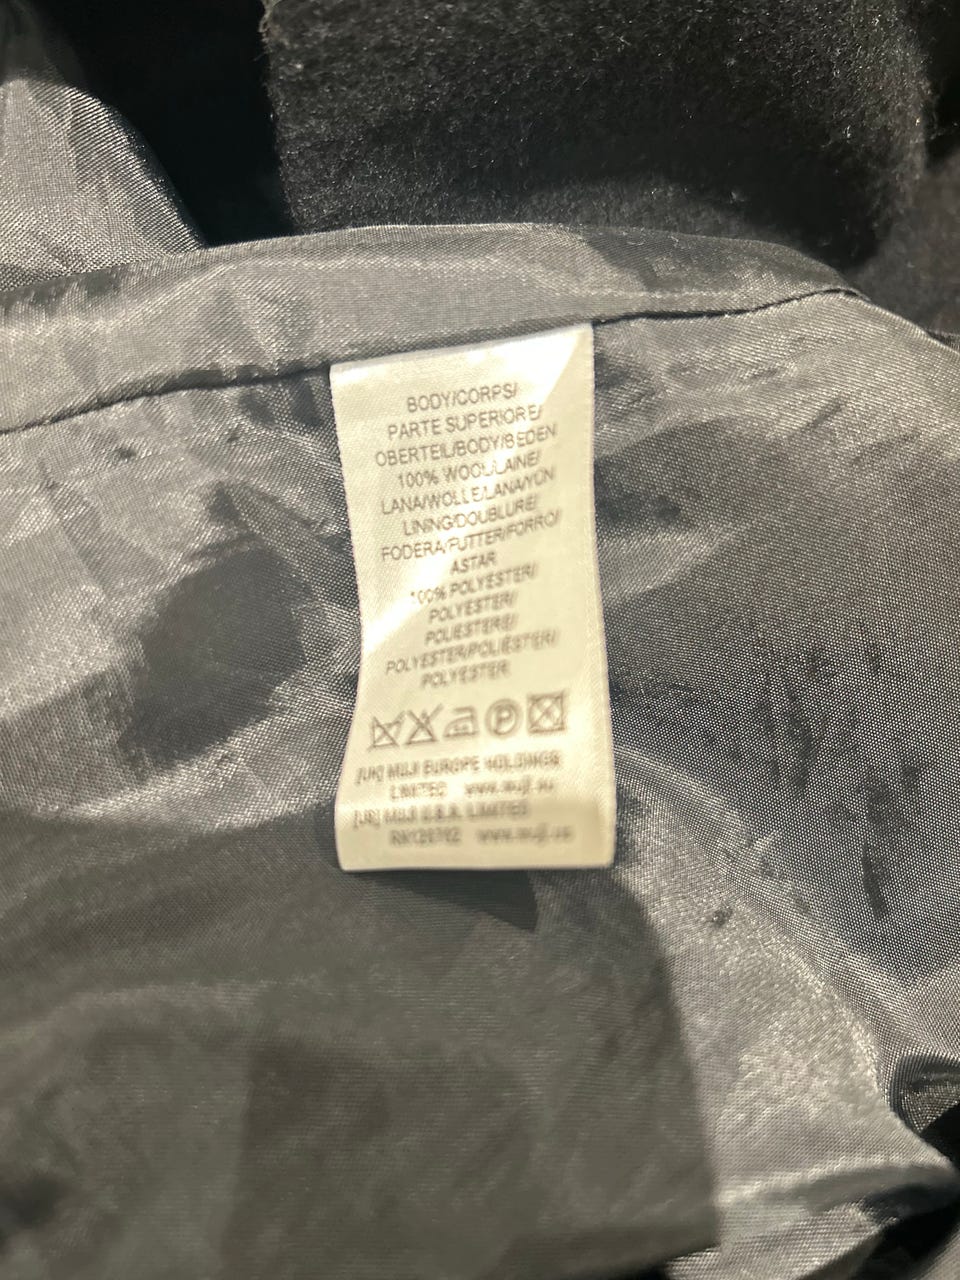 BODY/CORPS/
PARTE SUPERIORE/
OBERTEIL/BODY/BEDEN
100% WOOL/LAINE/
LANA/WOLLE/LANA/YÜN
LINING/DOUBLURE/
FODERA/FUTTER/FORRO/
ASTAR
100% POLYESTER/
POLYESTER/
POLIESTERE/
POLYESTER/POLIÉSTER/
POLYESTER
P
[UK] MUJI EUROPE HOLDINGS
LIMITED www.muji.eu
[US] MUJI U.S.A. LIMITED
www.muji.us